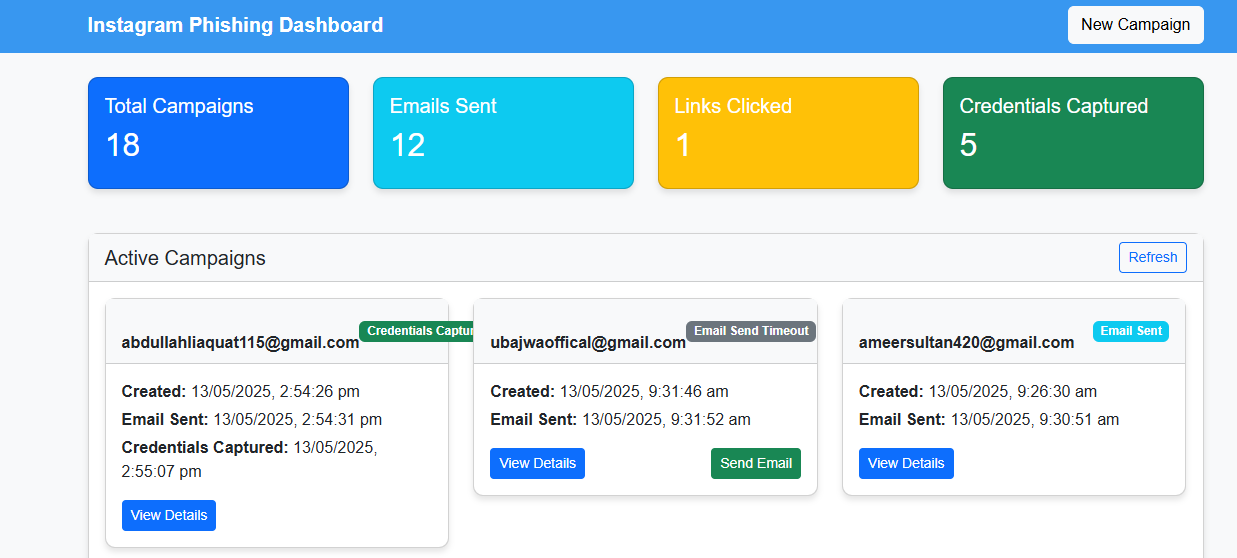 Instagram Phishing Dashboard
New Campaign
Total Campaigns
18
Emails Sent
12
Links Clicked
1
Credentials Captured
5
Active Campaigns
Refresh
abdullahliaquat115@gmail.com
Credentials Captur
Created: 13/05/2025, 2:54:26 pm
Email Sent: 13/05/2025, 2:54:31 pm
Credentials Captured: 13/05/2025,
2:55:07 pm
View Details
ubajwaoffical@gmail.com
Email Send Timeout
Created: 13/05/2025, 9:31:46 am
Email Sent: 13/05/2025, 9:31:52 am
View Details
Send Email
ameersultan420@gmail.com
Email Sent
Created: 13/05/2025, 9:26:30 am
Email Sent: 13/05/2025, 9:30:51 am
View Details